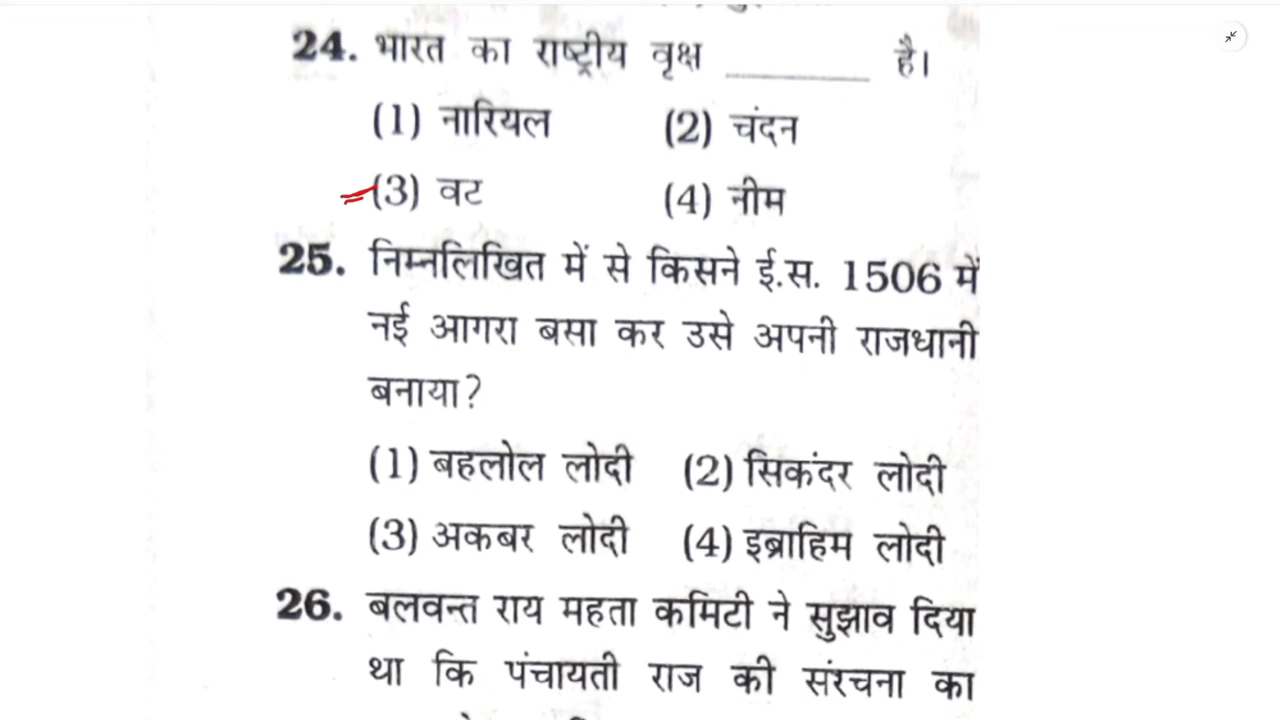 24. भारत का राष्ट्रीय वृक्ष ________ है।
(1) नारियल (2) चंदन
(3) वट (4) नीम
25. निम्नलिखित में से किसने ई.स. 1506 में
नई आगरा बसा कर उसे अपनी राजधानी
बनाया?
(1) बहलोल लोदी (2) सिकंदर लोदी
(3) अकबर लोदी (4) इब्राहिम लोदी
26. बलवन्त राय महता कमिटी ने सुझाव दिया
था कि पंचायती राज की संरचना का